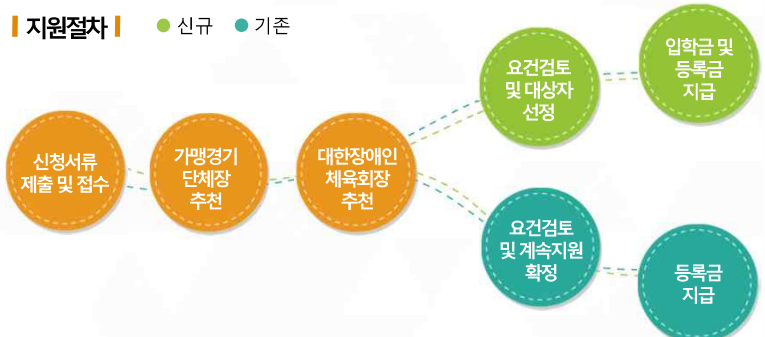 지원절차
신규
기존
신청서류
제출 및 접수
가맹경기
단체장
추천
대한장애인
체육회장
추천
요건검토
및 대상자
선정
입학금 및
등록금
지급
요건검토
및 계속지원
확정
등록금
지급